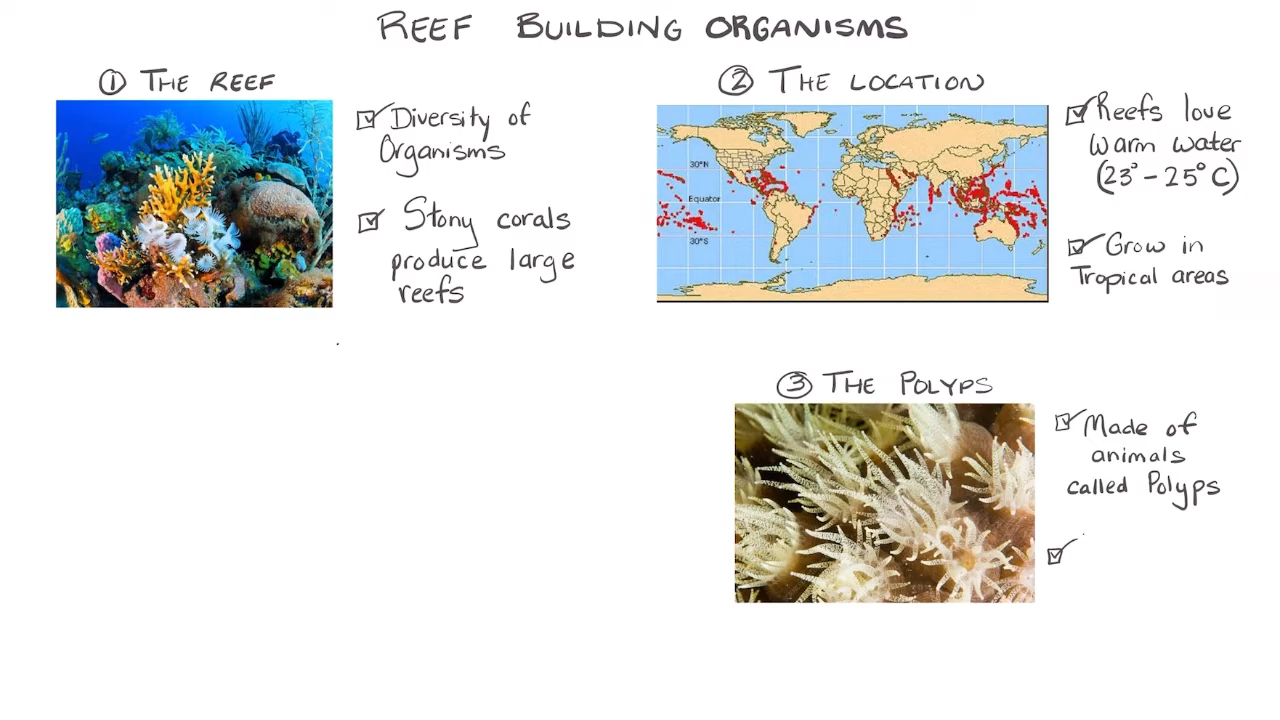 REEF BUILDING ORGANISMS
1 THE REEF
Diversity of
Organisms
Stony corals
produce large
reefs
2 THE LOCATION
30°N
Equator
30°S
Reefs love
warm water
(23° - 25° C)
Grow in
Tropical areas
3 THE POLYPS
Made of
animals
called Polyps